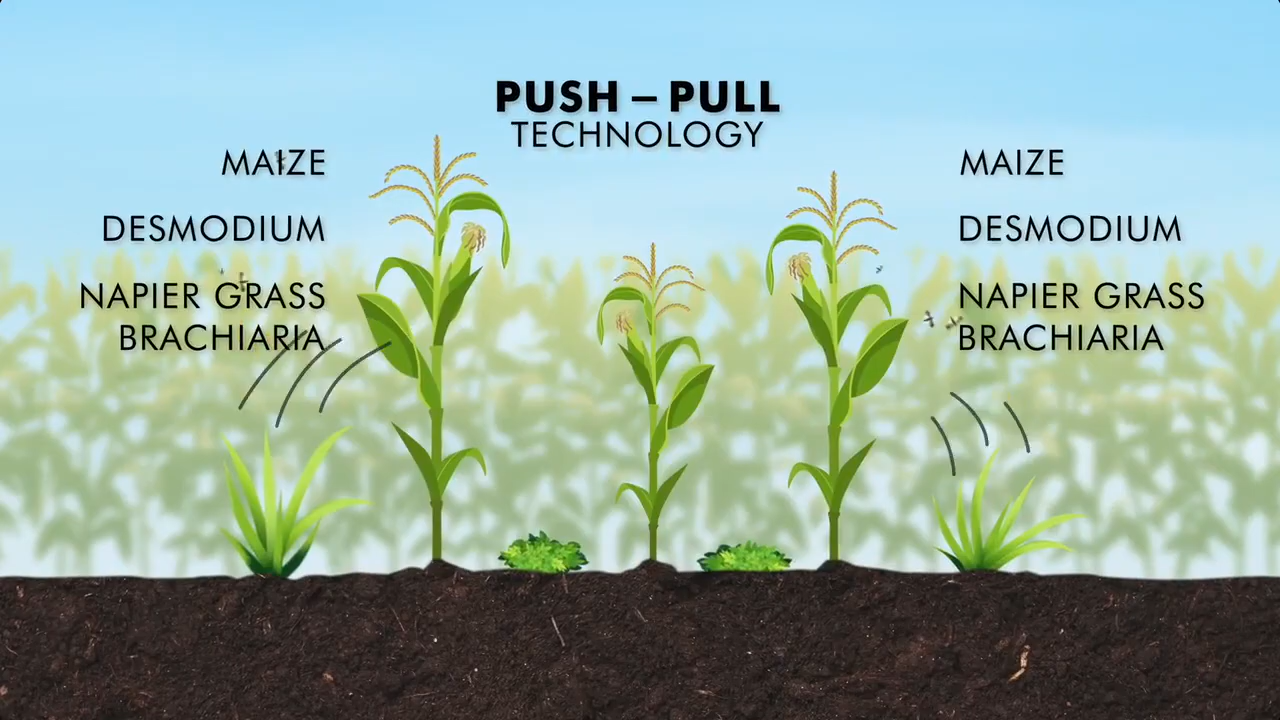 PUSH – PULL
TECHNOLOGY
MAIZE
DESMODIUM
NAPIER GRASS
BRACHIARIA
MAIZE
DESMODIUM
NAPIER GRASS
BRACHIARIA